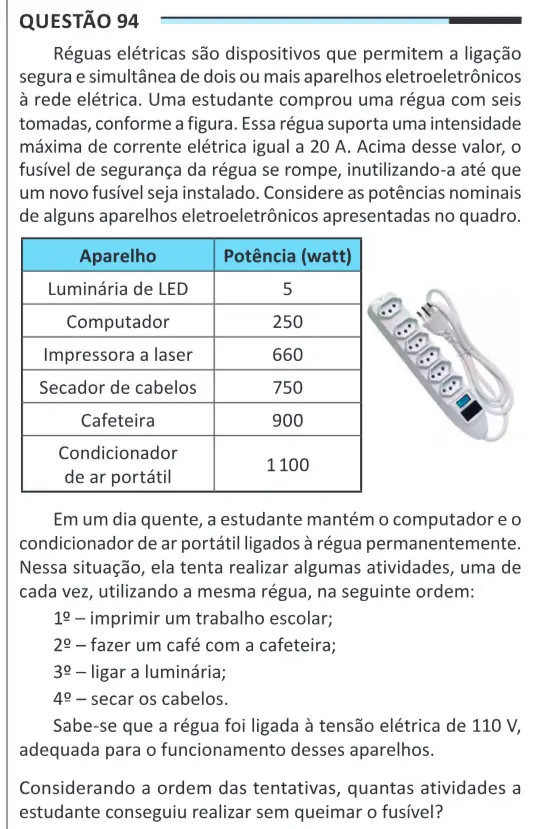 QUESTÃO 94
Réguas elétricas são dispositivos que permitem a ligação
segura e simultânea de dois ou mais aparelhos eletroeletrônicos
à rede elétrica. Uma estudante comprou uma régua com seis
tomadas, conforme a figura. Essa régua suporta uma intensidade
máxima de corrente elétrica igual a 20 A. Acima desse valor, o
fusível de segurança da régua se rompe, inutilizando-a até que
um novo fusível seja instalado. Considere as potências nominais
de alguns aparelhos eletroeletrônicos apresentadas no quadro.
Aparelho Potência (watt)
Luminária de LED 5
Computador 250
Impressora a laser 660
Secador de cabelos 750
Cafeteira 900
Condicionador
de ar portátil 1 100
Em um dia quente, a estudante mantém o computador e o
condicionador de ar portátil ligados à régua permanentemente.
Nessa situação, ela tenta realizar algumas atividades, uma de
cada vez, utilizando a mesma régua, na seguinte ordem:
1º – imprimir um trabalho escolar;
2º – fazer um café com a cafeteira;
3º – ligar a luminária;
4º – secar os cabelos.
Sabe-se que a régua foi ligada à tensão elétrica de 110 V,
adequada para o funcionamento desses aparelhos.
Considerando a ordem das tentativas, quantas atividades a
estudante conseguiu realizar sem queimar o fusível?